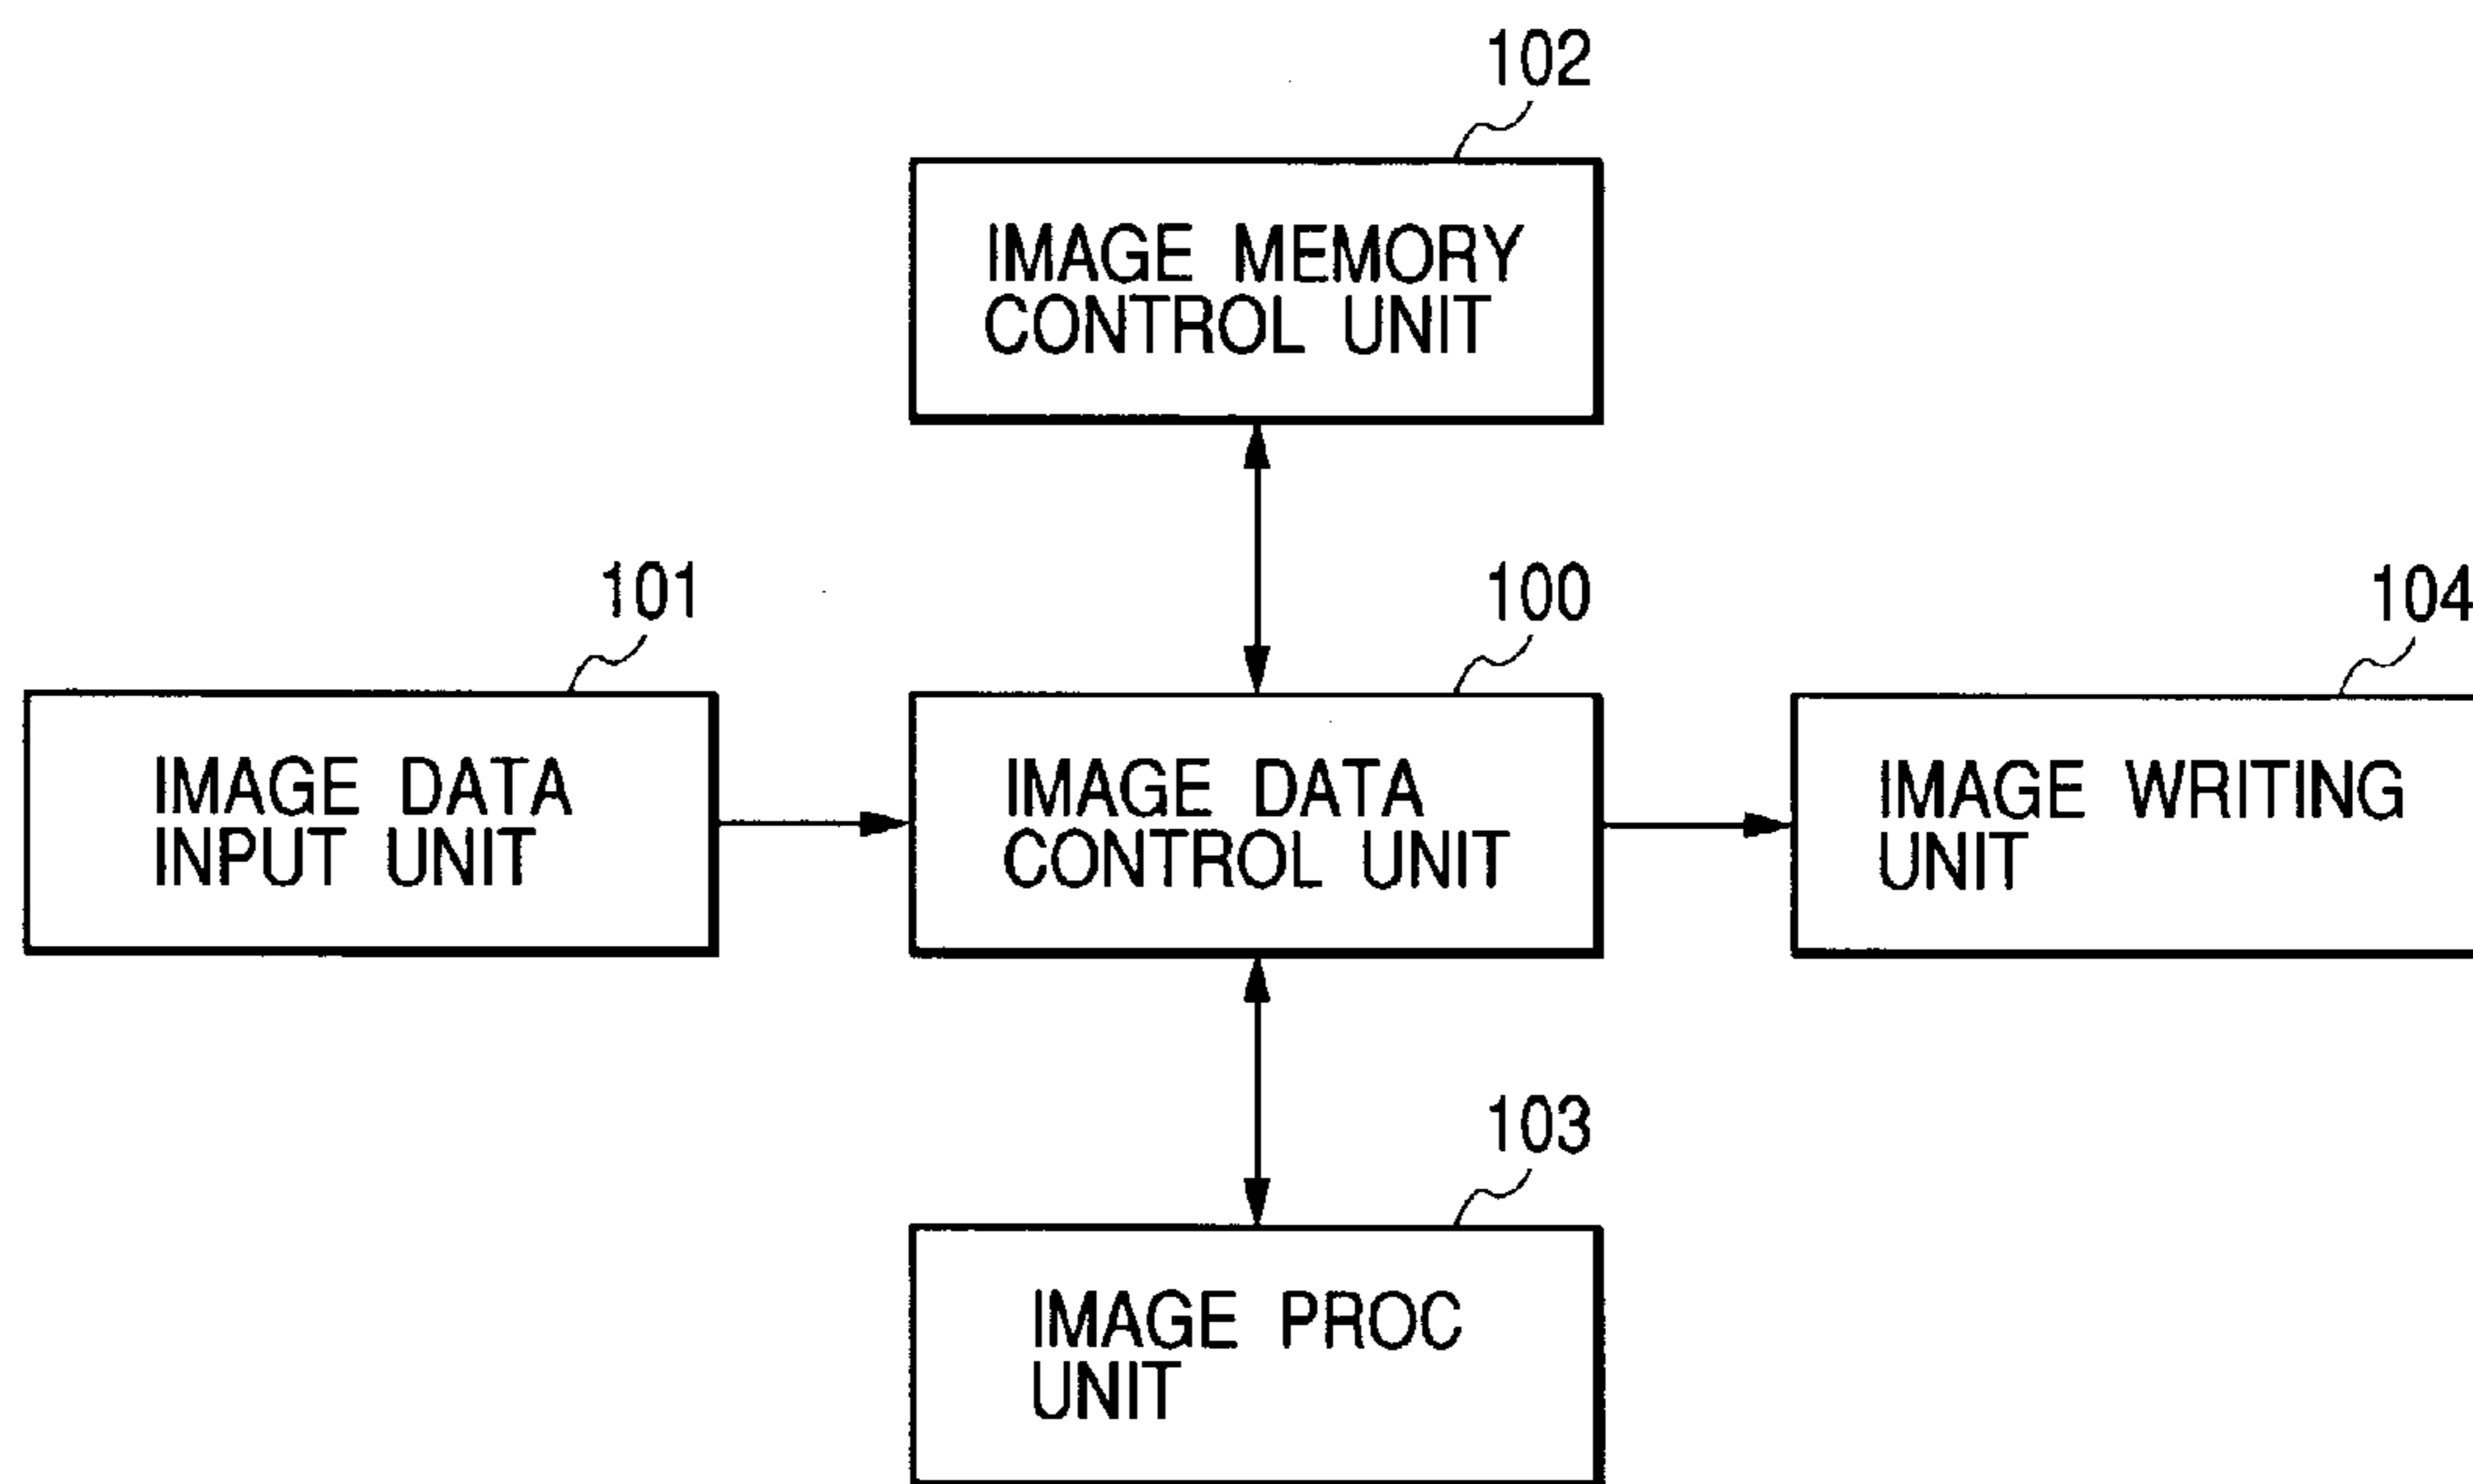 102
IMAGE MEMORY
CONTROL UNIT
101
100
104
IMAGE DATA
INPUT UNIT
IMAGE DATA
CONTROL UNIT
IMAGE WRITING
UNIT
103
IMAGE PROC
UNIT